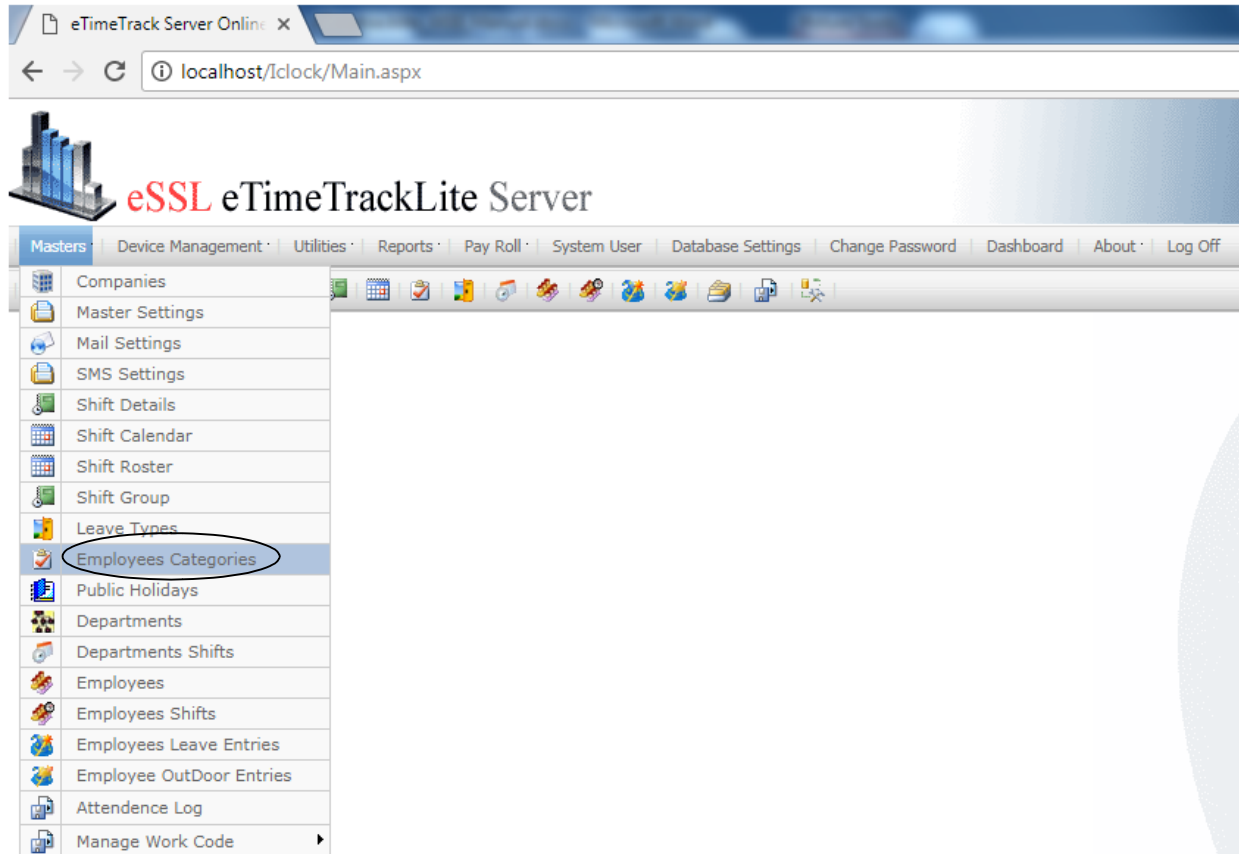 eTimeTrack Server Online
localhost/Iclock/Main.aspx
eSSL eTimeTrackLite Server
Masters Device Management Utilities Reports Pay Roll System User Database Settings Change Password Dashboard About Log Off
Companies
Master Settings
Mail Settings
SMS Settings
Shift Details
Shift Calendar
Shift Roster
Shift Group
Leave Types
Employees Categories
Public Holidays
Departments
Departments Shifts
Employees
Employees Shifts
Employees Leave Entries
Employee OutDoor Entries
Attendence Log
Manage Work Code